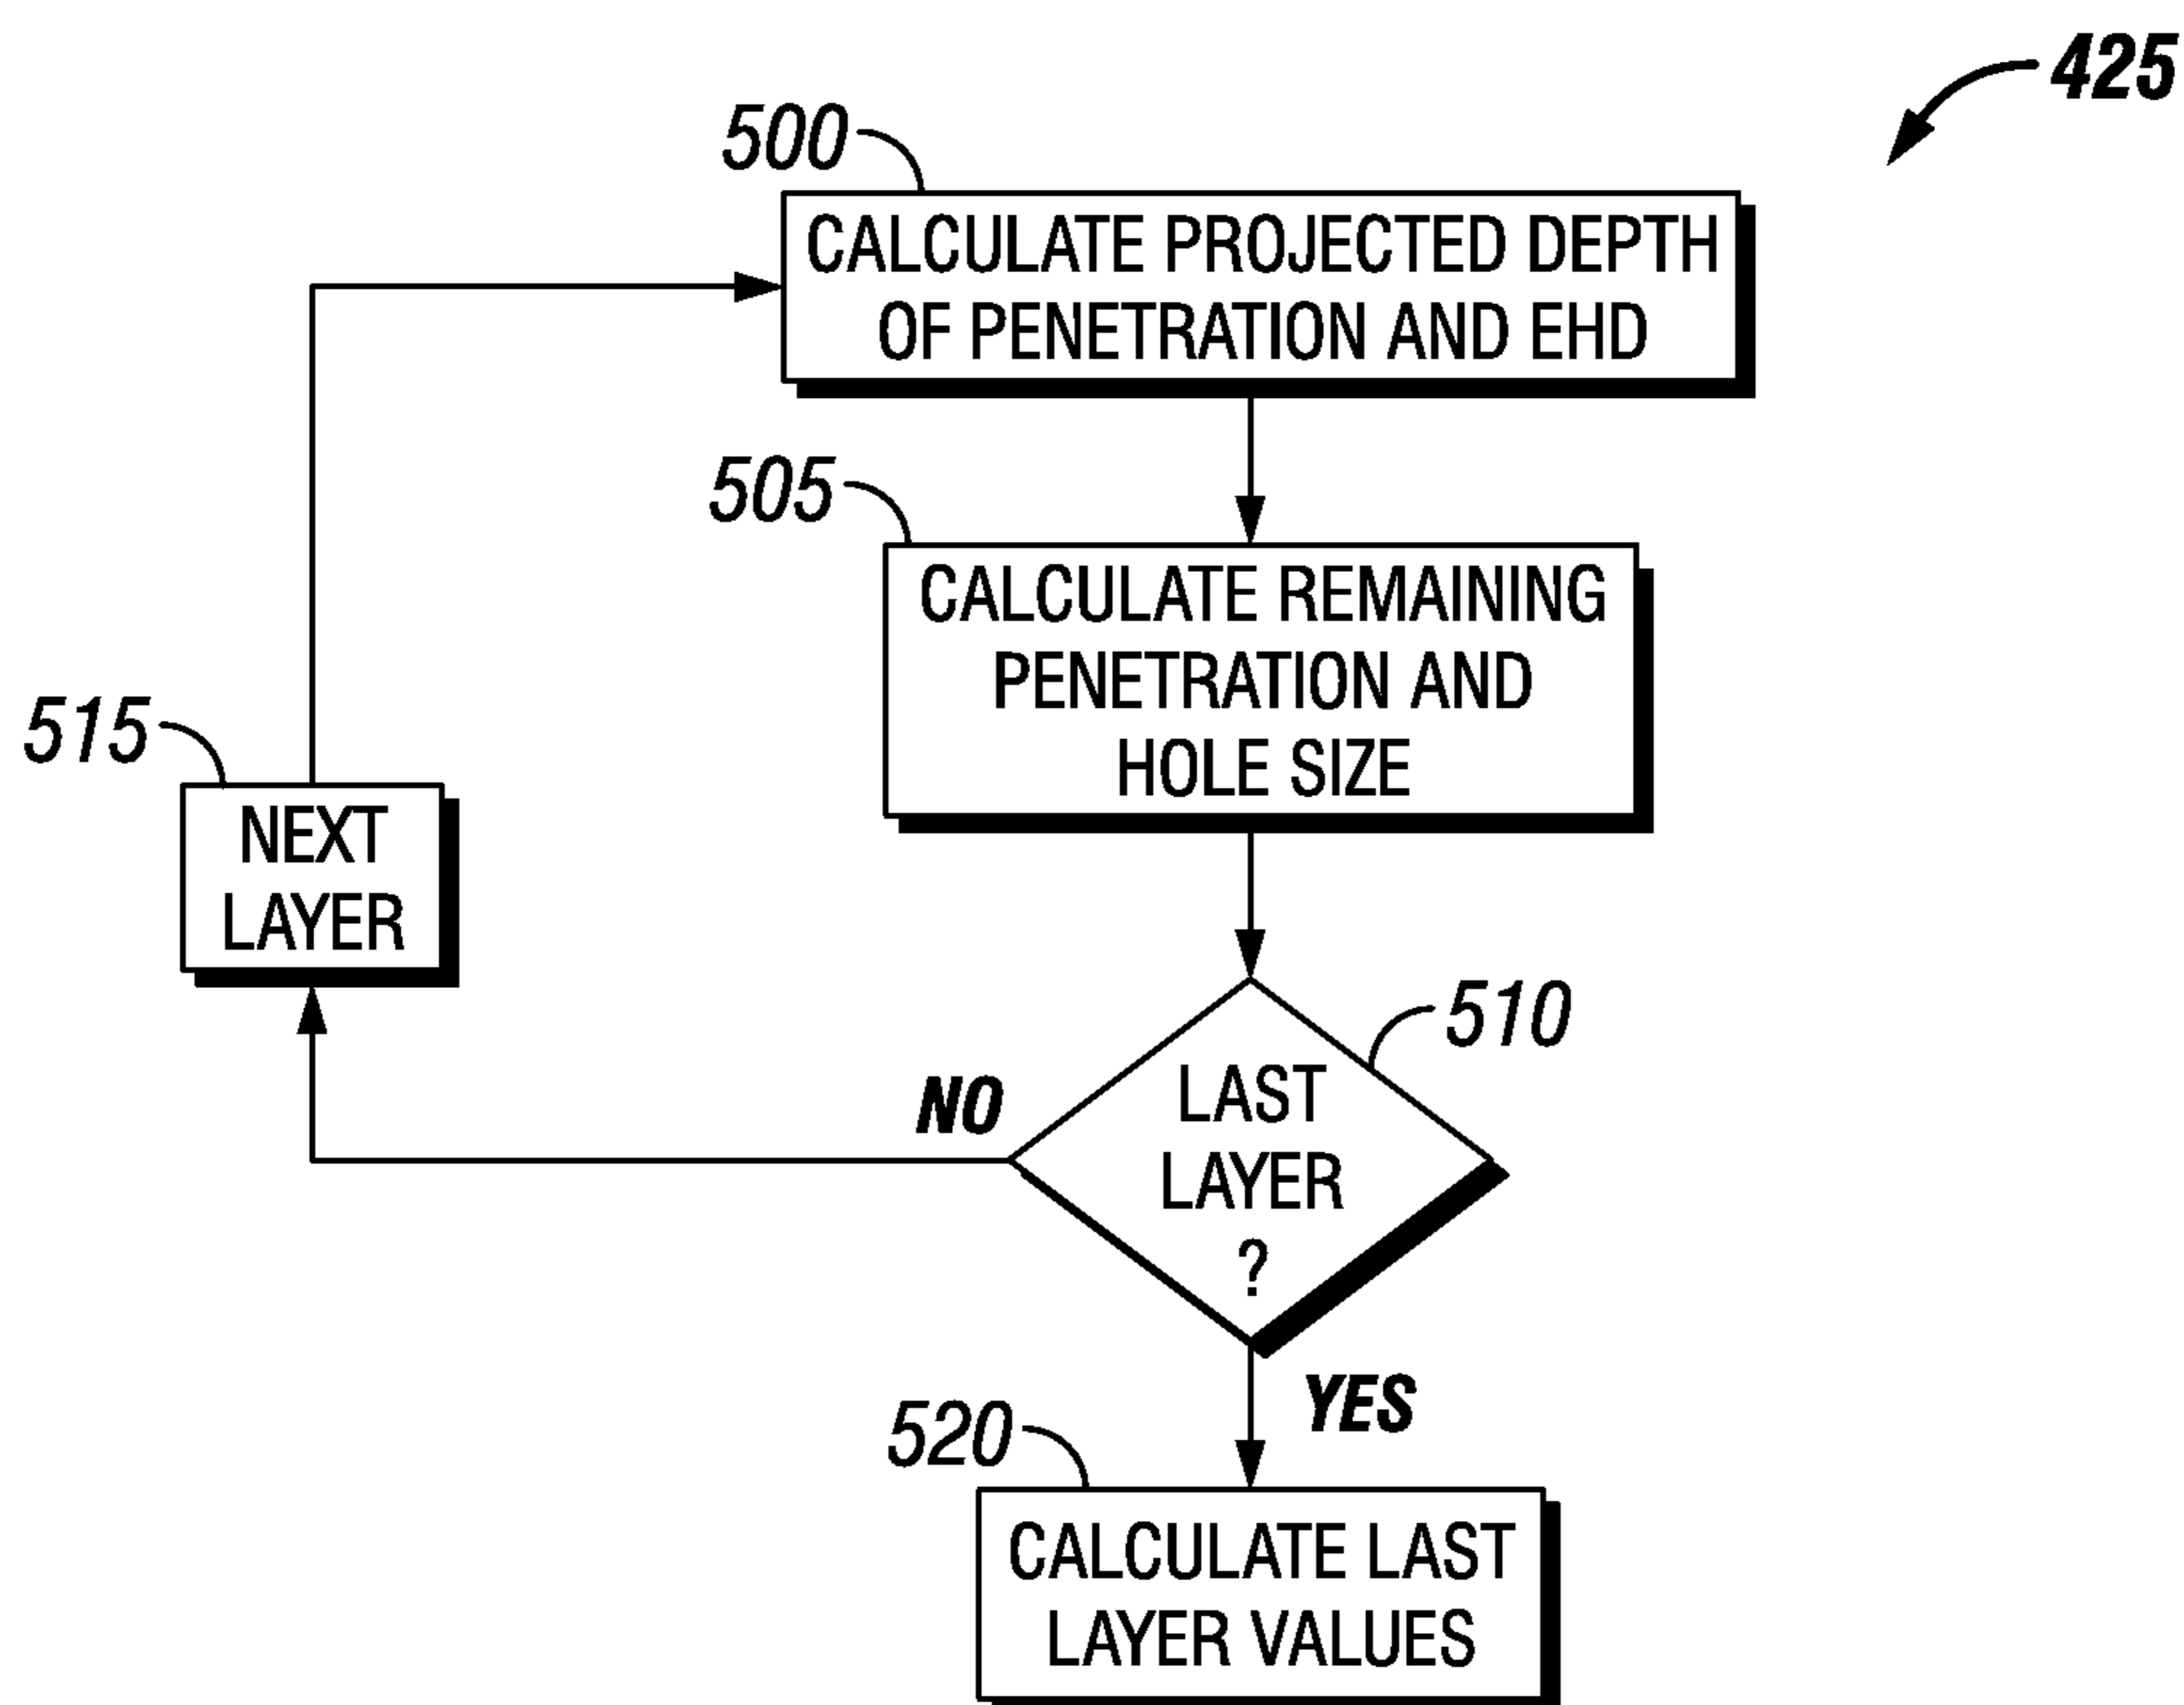 425
500
CALCULATE PROJECTED DEPTH
OF PENETRATION AND EHD
505
CALCULATE REMAINING
PENETRATION AND
HOLE SIZE
515
NEXT
LAYER
510
LAST
LAYER
?
NO
YES
520
CALCULATE LAST
LAYER VALUES